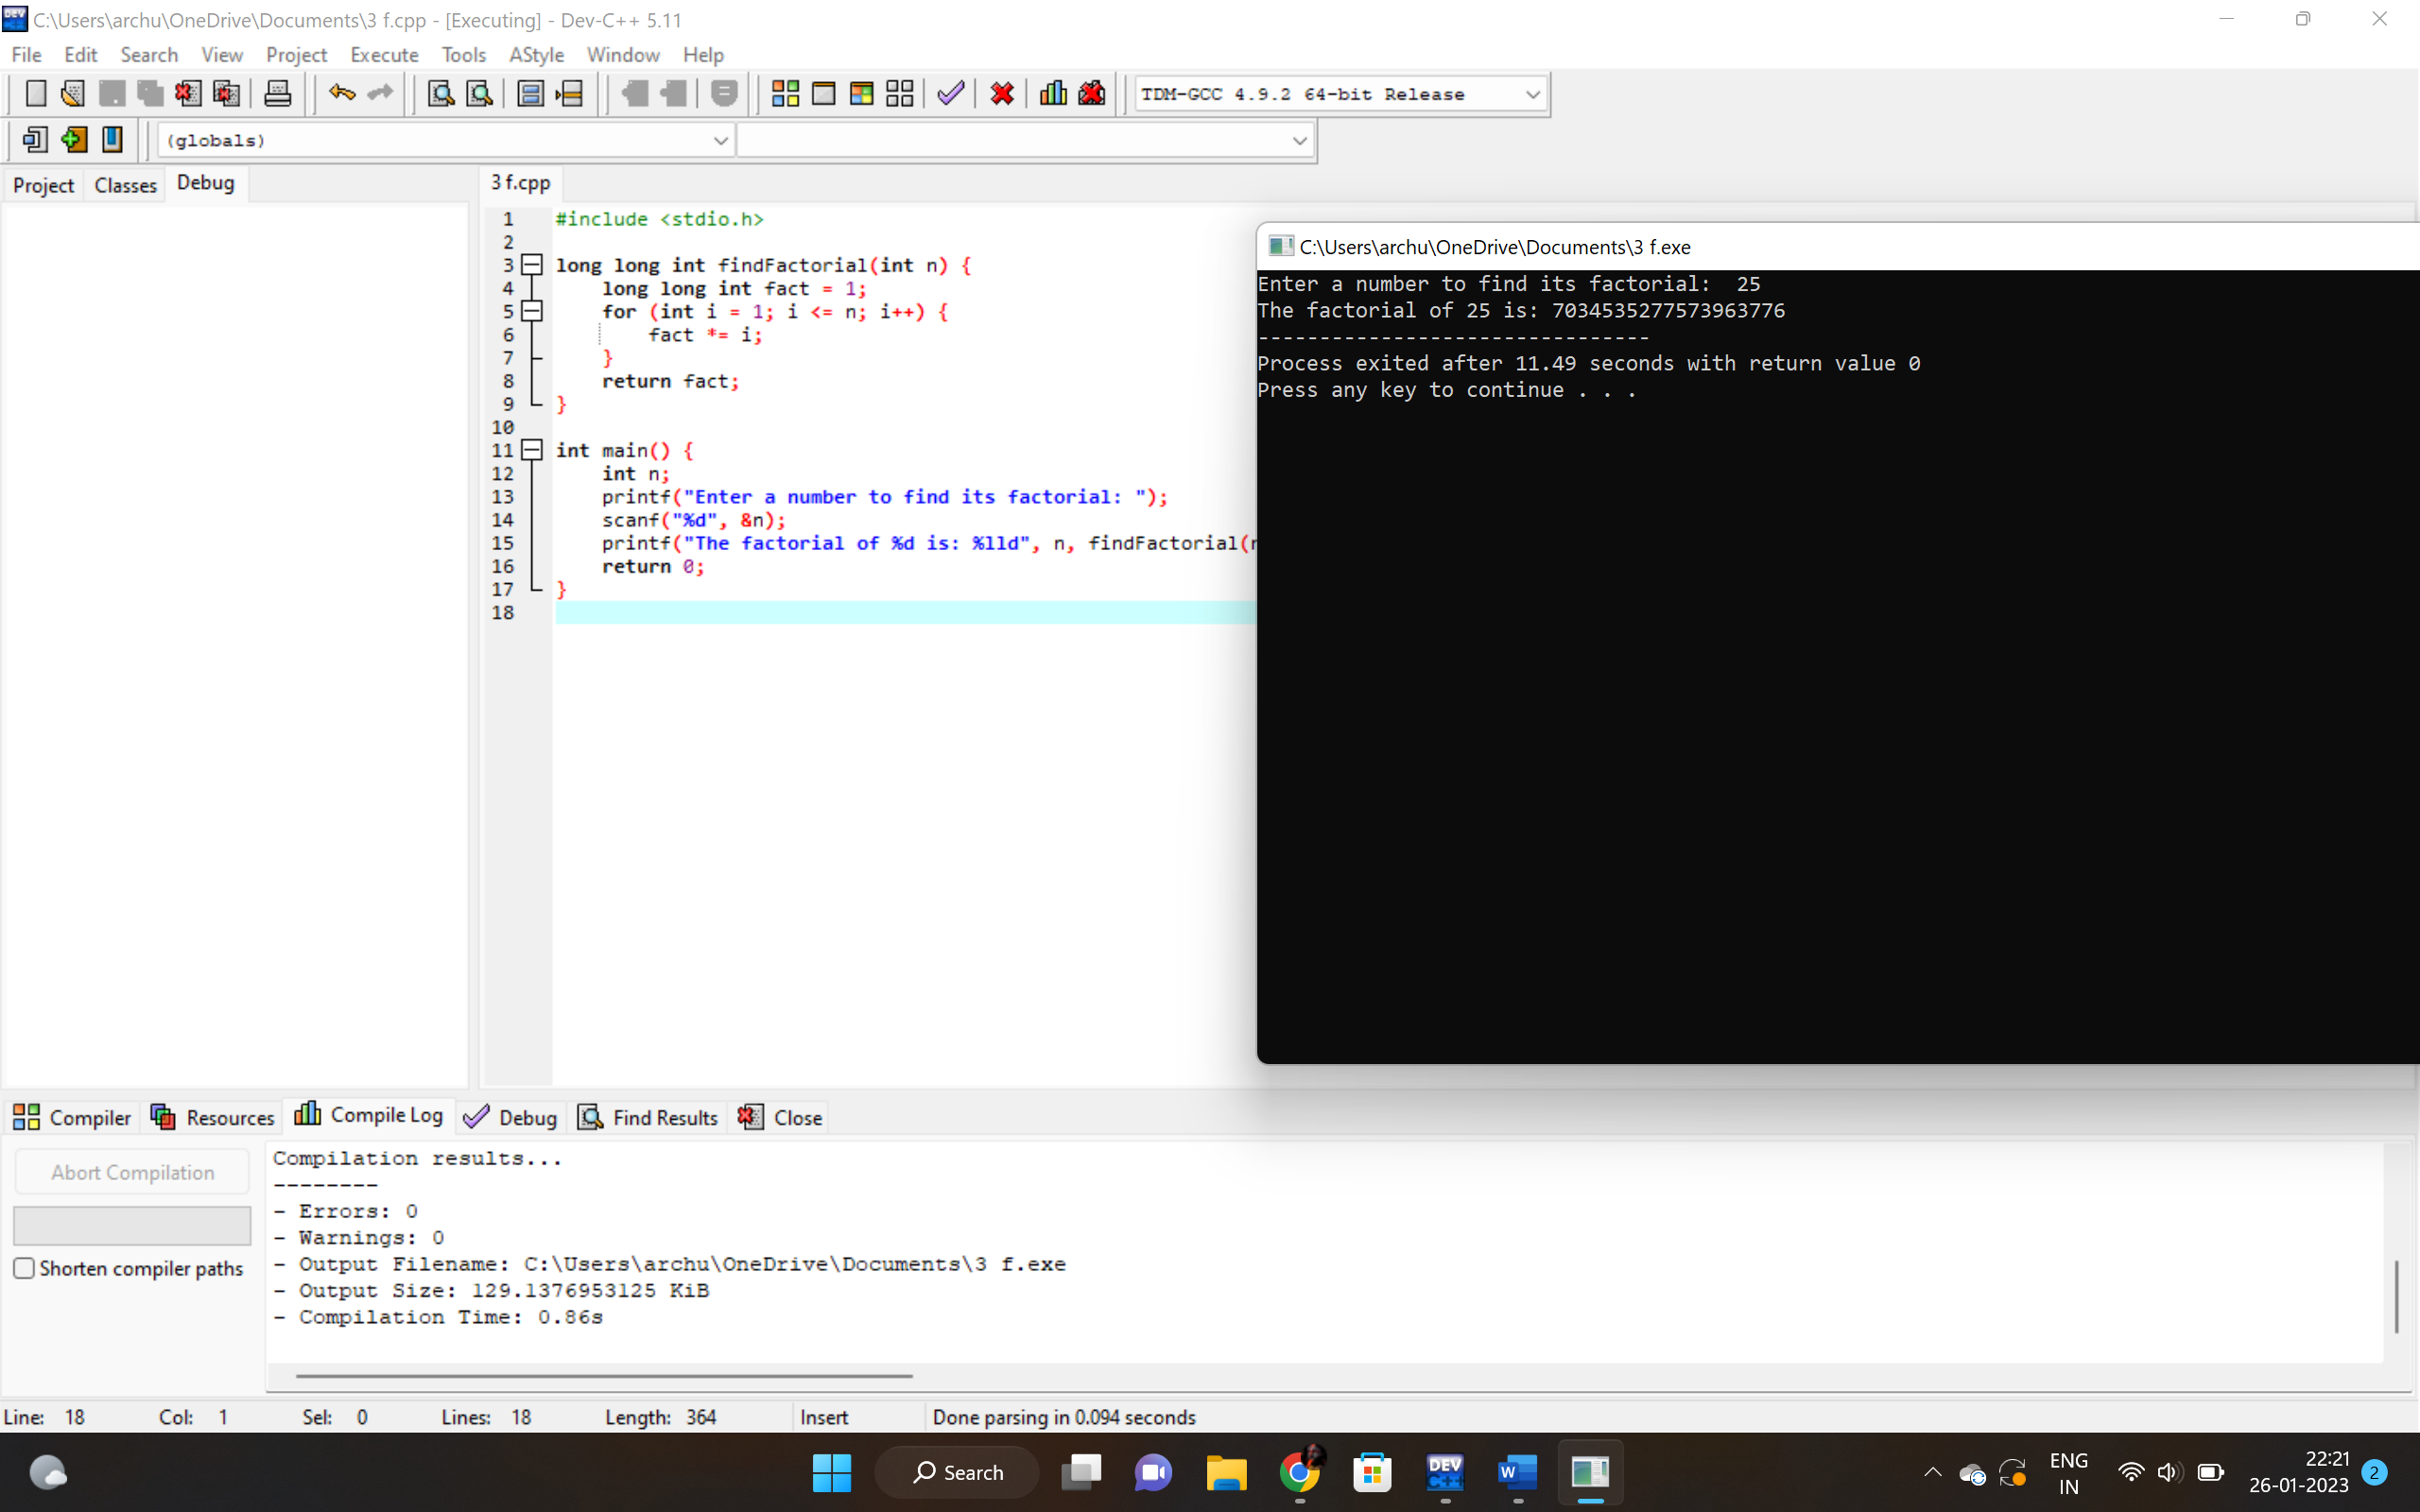 C:\Users\archu\OneDrive\Documents\3 f.cpp - [Executing] - Dev-C++ 5.11
File Edit Search View Project Execute Tools AStyle Window Help
TDM-GCC 4.9.2 64-bit Release
(globals)
Project Classes Debug
3 f.cpp
1 #include <stdio.h>
2
3 long long int findFactorial(int n) {
4 long long int fact = 1;
5 for (int i = 1; i <= n; i++) {
6 fact *= i;
7 }
8 return fact;
9 }
10
11 int main() {
12 int n;
13 printf("Enter a number to find its factorial: ");
14 scanf("%d", &n);
15 printf("The factorial of %d is: %lld", n, findFactorial(
16 return 0;
17 }
18
C:\Users\archu\OneDrive\Documents\3 f.exe
Enter a number to find its factorial:  25
The factorial of 25 is: 7034535277573963776
--------------------------------
Process exited after 11.49 seconds with return value 0
Press any key to continue . . .
Compiler Resources Compile Log Debug Find Results Close
Abort Compilation
Shorten compiler paths
Compilation results...
--------
- Errors: 0
- Warnings: 0
- Output Filename: C:\Users\archu\OneDrive\Documents\3 f.exe
- Output Size: 129.1376953125 KiB
- Compilation Time: 0.86s
Line: 18 Col: 1 Sel: 0 Lines: 18 Length: 364 Insert Done parsing in 0.094 seconds
Search
DEV C++
W
ENG
IN
22:21
26-01-2023
2